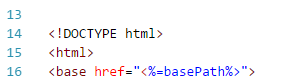 13
14 <!DOCTYPE html>
15 <html>
16 <base href="<%=basePath%>">